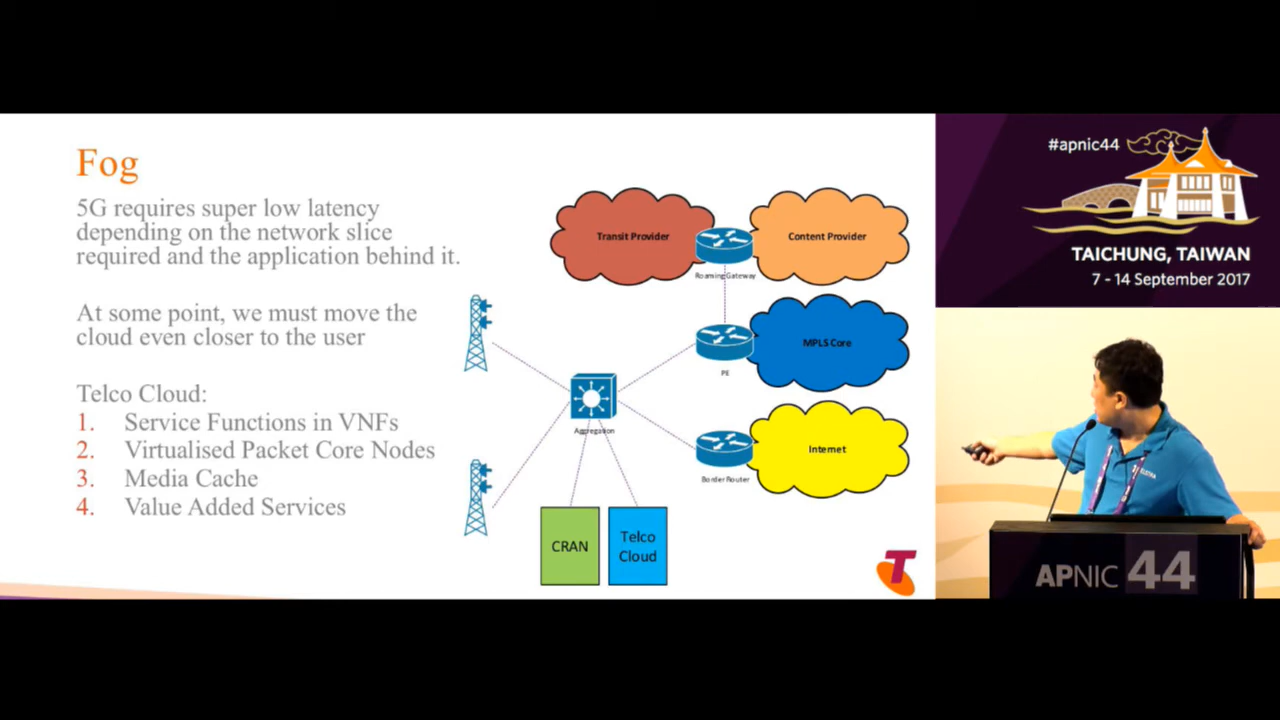 Fog
5G requires super low latency
depending on the network slice
required and the application behind it.
At some point, we must move the
cloud even closer to the user
Telco Cloud:
1. Service Functions in VNFs
2. Virtualised Packet Core Nodes
3. Media Cache
4. Value Added Services
Transit Provider
Content Provider
Roaming Gateway
MPLS Core
PE
Aggregation
Internet
Border Router
CRAN
Telco
Cloud
T
#apnic44
TAICHUNG, TAIWAN
7 - 14 September 2017
APNIC 44